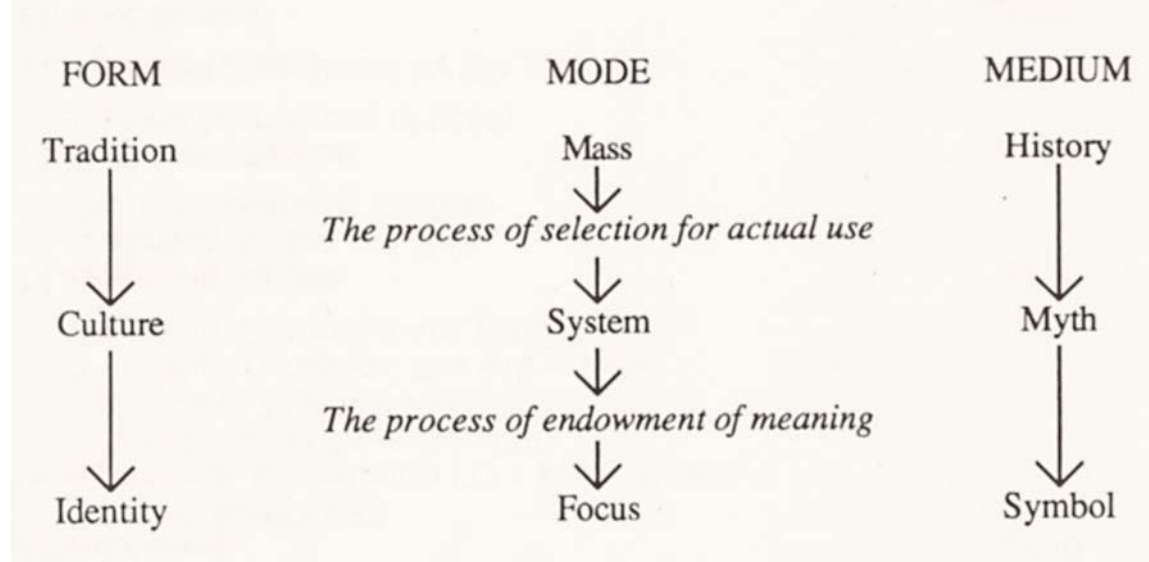 FORM MODE MEDIUM
Tradition Mass History
The process of selection for actual use
Culture System Myth
The process of endowment of meaning
Identity Focus Symbol